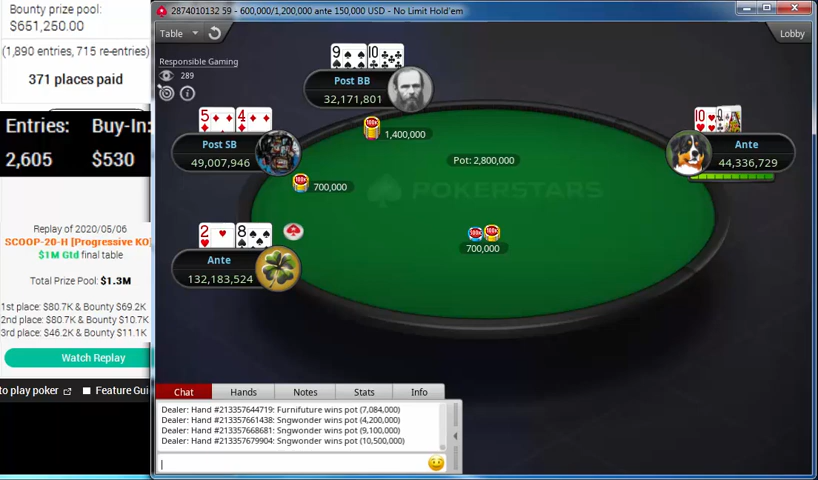 Bounty prize pool:
$651,250.00
(1,890 entries, 715 re-entries)
371 places paid
Entries: Buy-In:
2,605 $530
Replay of 2020/05/06
SCOOP-20-H [Progressive KO]
$1M Gtd final table
Total Prize Pool: $1.3M
1st place: $80.7K & Bounty $69.2K
2nd place: $80.7K & Bounty $10.7K
3rd place: $46.2K & Bounty $11.1K
Watch Replay
to play poker
Feature Gui
2874010132 59 - 600,000/1,200,000 ante 150,000 USD - No Limit Hold'em
Table
Lobby
Responsible Gaming
289
9 10
Post BB
32,171,801
1,400,000
5 4
Post SB
49,007,946
700,000
10 Q
Ante
44,336,729
Pot: 2,800,000
POKERSTARS
700,000
2 8
Ante
132,183,524
Chat Hands Notes Stats Info
Dealer: Hand #213357644719: Furnifuture wins pot (7,084,000)
Dealer: Hand #213357661438: Sngwonder wins pot (4,200,000)
Dealer: Hand #213357668681: Sngwonder wins pot (9,100,000)
Dealer: Hand #213357679904: Sngwonder wins pot (10,500,000)